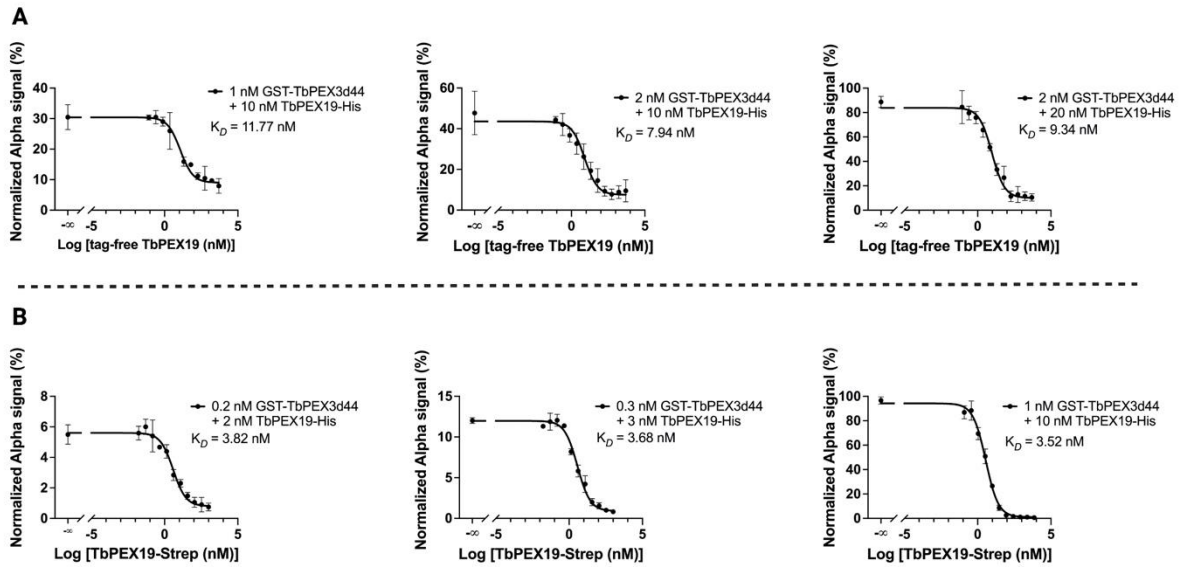 A
Normalized Alpha signal (%)
40
30
20
10
0
-∞
-5
0
5
Log [tag-free TbPEX19 (nM)]
1 nM GST-TbPEX3d44
+ 10 nM TbPEX19-His
K_D = 11.77 nM
Normalized Alpha signal (%)
60
40
20
0
-∞
-5
0
5
Log [tag-free TbPEX19 (nM)]
2 nM GST-TbPEX3d44
+ 10 nM TbPEX19-His
K_D = 7.94 nM
Normalized Alpha signal (%)
100
80
60
40
20
0
-∞
-5
0
5
Log [tag-free TbPEX19 (nM)]
2 nM GST-TbPEX3d44
+ 20 nM TbPEX19-His
K_D = 9.34 nM
B
Normalized Alpha signal (%)
8
6
4
2
0
-∞
-5
0
5
Log [TbPEX19-Strep (nM)]
0.2 nM GST-TbPEX3d44
+ 2 nM TbPEX19-His
K_D = 3.82 nM
Normalized Alpha signal (%)
15
10
5
0
-∞
-5
0
5
Log [TbPEX19-Strep (nM)]
0.3 nM GST-TbPEX3d44
+ 3 nM TbPEX19-His
K_D = 3.68 nM
Normalized Alpha signal (%)
100
80
60
40
20
0
-∞
-5
0
5
Log [TbPEX19-Strep (nM)]
1 nM GST-TbPEX3d44
+ 10 nM TbPEX19-His
K_D = 3.52 nM